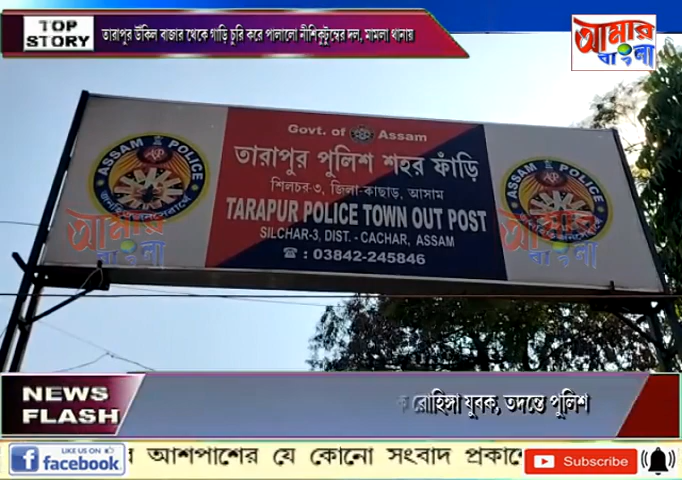 TOP STORY
তারাপুর উকিল বাজার থেকে গাড়ি চুরি করে পালালো নীশিকুটুম্বের দল, মামলা থানায়
আমার বাংলা
Govt. of Assam
তারাপুর পুলিশ শহর ফাঁড়ি
শিলচর-৩, জিলা-কাছাড়, আসাম
TARAPUR POLICE TOWN OUT POST
SILCHAR-3, DIST. - CACHAR, ASSAM
☎ : 03842-245846
ASSAM POLICE
ASSAM POLICE
আমার বাংলা
আমার বাংলা
NEWS FLASH
ক রোহিঙ্গা যুবক, তদন্তে পুলিশ
LIKE US ON
facebook
র আশপাশের যে কোনো সংবাদ প্রকাশে
Subscribe